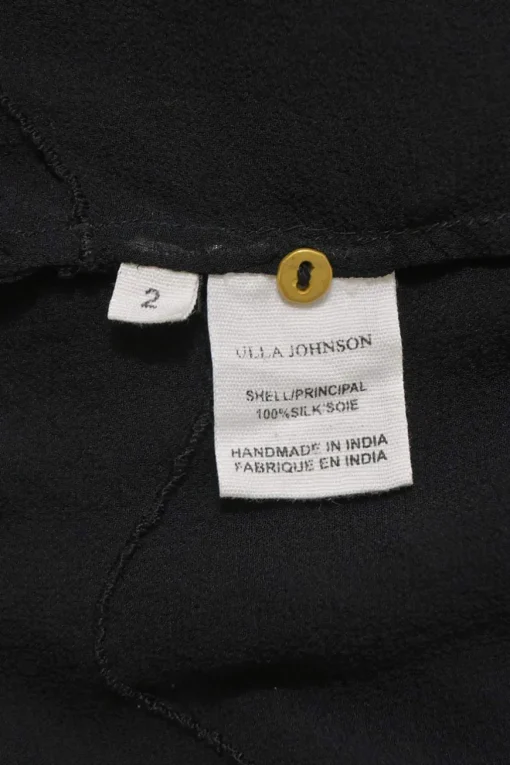 2
ULLA JOHNSON
SHELL/PRINCIPAL
100%SILK'SOIE
HANDMADE IN INDIA
FABRIQUE EN INDIA